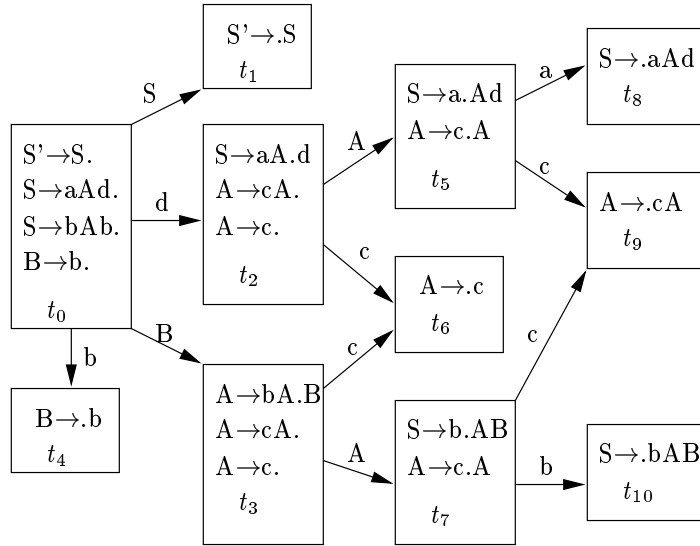 S'→.S
t1
S
S'→S.
S→aAd.
S→bAb.
B→b.
t0
d
S→aA.d
A→cA.
A→c.
t2
A
S→a.Ad
A→c.A
t5
a
S→.aAd
t8
c
A→.cA
t9
c
A→.c
t6
B
b
B→.b
t4
A→bA.B
A→cA.
A→c.
t3
c
A
S→b.AB
A→c.A
t7
c
b
S→.bAB
t10